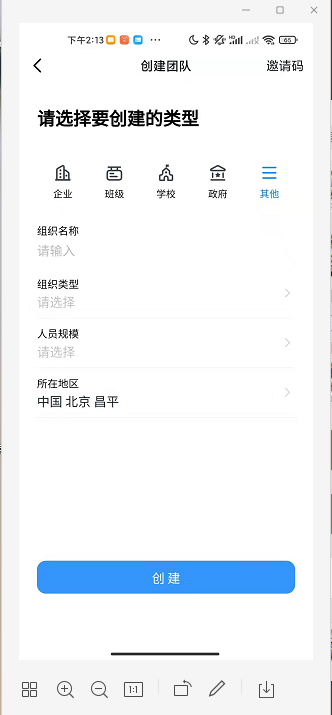 下午2:13 ... 65
创建团队 邀请码
请选择要创建的类型
企业 班级 学校 政府 其他
组织名称
请输入
组织类型
请选择
人员规模
请选择
所在地区
中国 北京 昌平
创 建
1:1